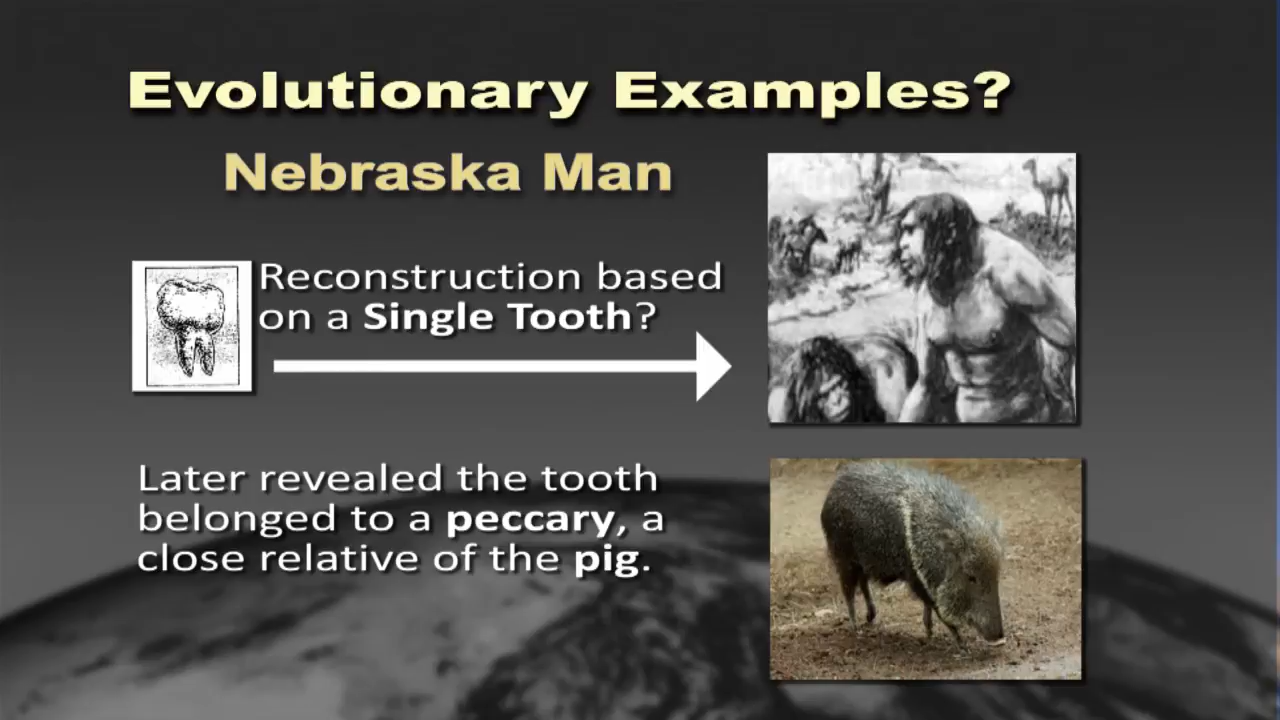 Evolutionary Examples?
Nebraska Man
Reconstruction based
on a Single Tooth?
Later revealed the tooth
belonged to a peccary, a
close relative of the pig.